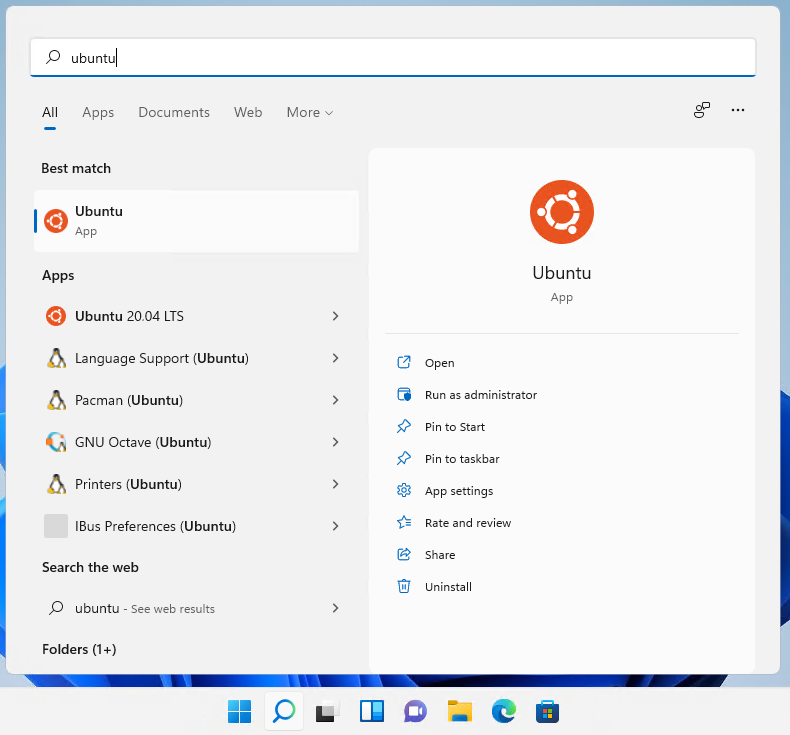 ubuntu
All Apps Documents Web More
Best match
Ubuntu
App
Apps
Ubuntu 20.04 LTS
Language Support (Ubuntu)
Pacman (Ubuntu)
GNU Octave (Ubuntu)
Printers (Ubuntu)
IBus Preferences (Ubuntu)
Search the web
ubuntu - See web results
Folders (1+)
Ubuntu
App
Open
Run as administrator
Pin to Start
Pin to taskbar
App settings
Rate and review
Share
Uninstall